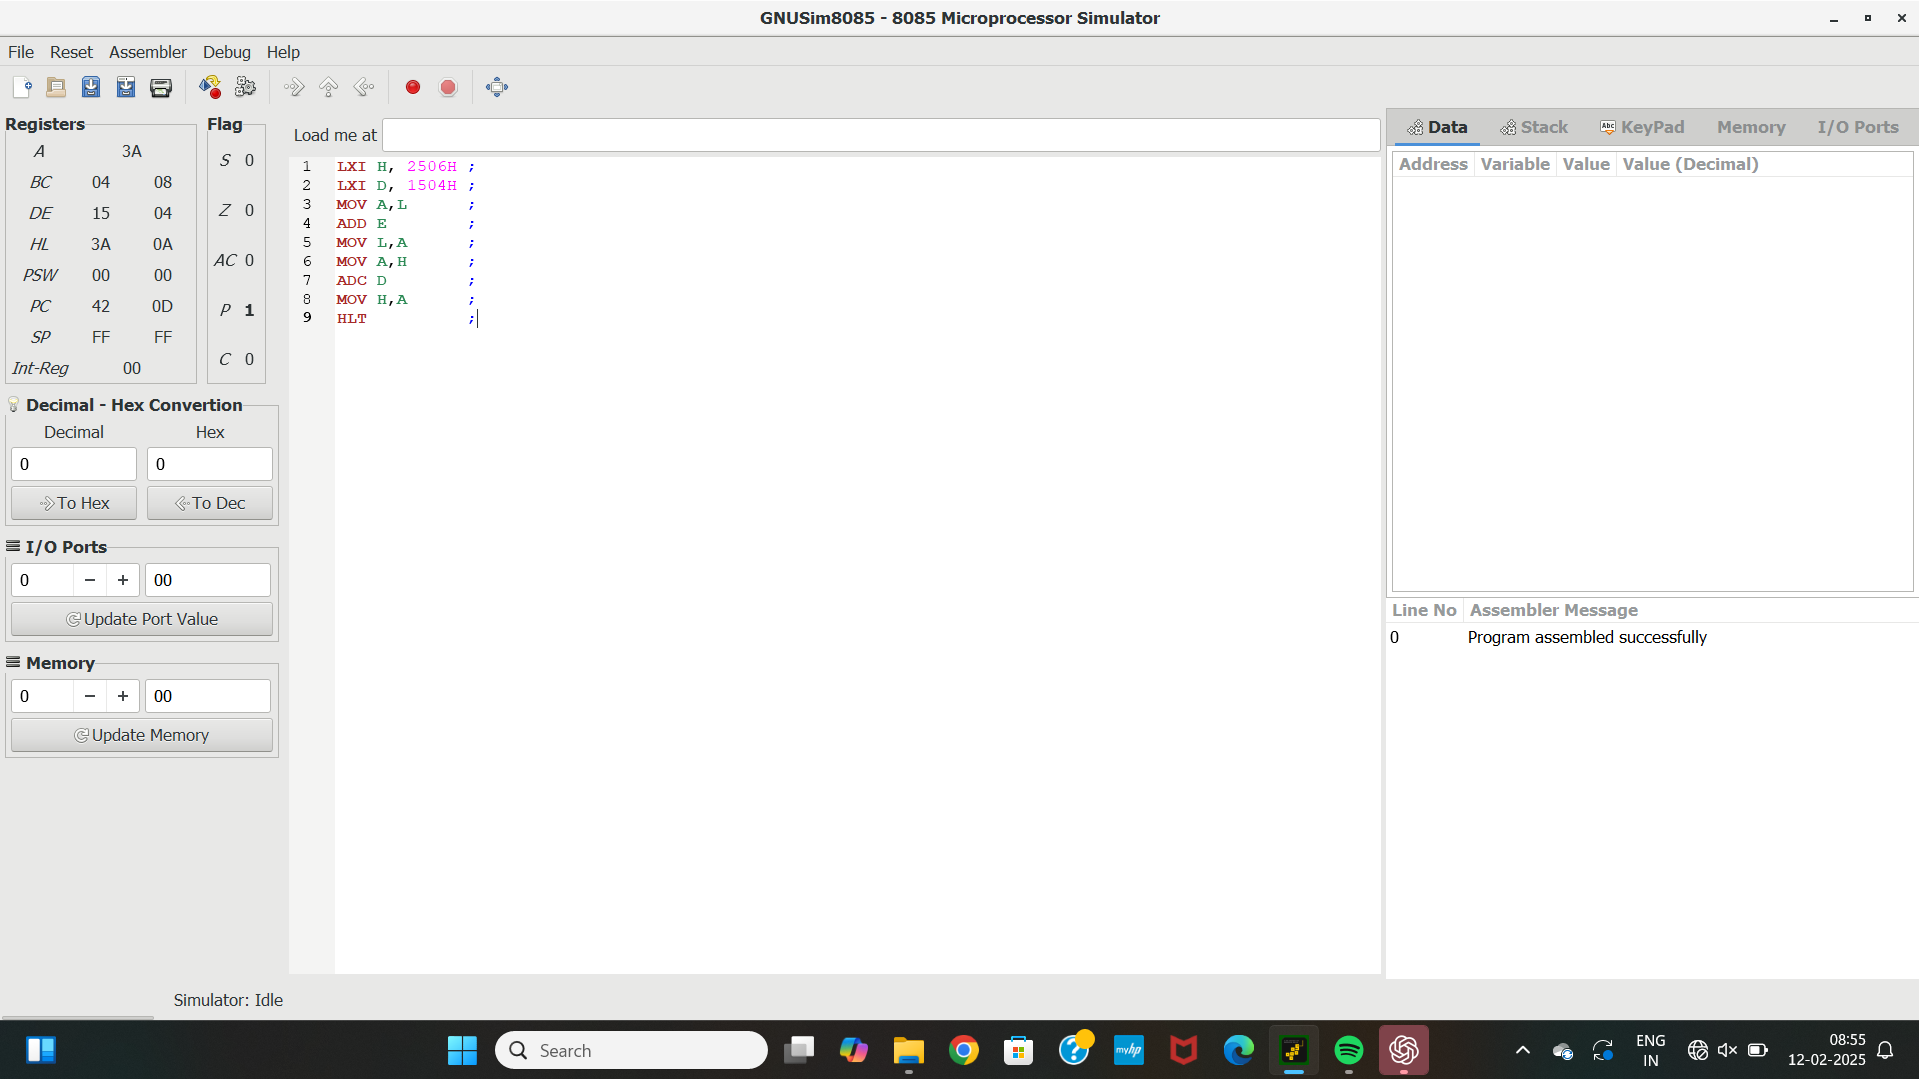 GNUSim8085 - 8085 Microprocessor Simulator
File Reset Assembler Debug Help
Registers
A 3A
BC 04 08
DE 15 04
HL 3A 0A
PSW 00 00
PC 42 0D
SP FF FF
Int-Reg 00
Flag
S 0
Z 0
AC 0
P 1
C 0
Decimal - Hex Convertion
Decimal Hex
0 0
To Hex To Dec
I/O Ports
0 − + 00
Update Port Value
Memory
0 − + 00
Update Memory
Load me at
1 LXI H, 2506H ;
2 LXI D, 1504H ;
3 MOV A,L ;
4 ADD E ;
5 MOV L,A ;
6 MOV A,H ;
7 ADC D ;
8 MOV H,A ;
9 HLT ;
Data Stack Abc KeyPad Memory I/O Ports
Address Variable Value Value (Decimal)
Line No Assembler Message
0 Program assembled successfully
Simulator: Idle
Search
myhp
ENG
IN
08:55
12-02-2025